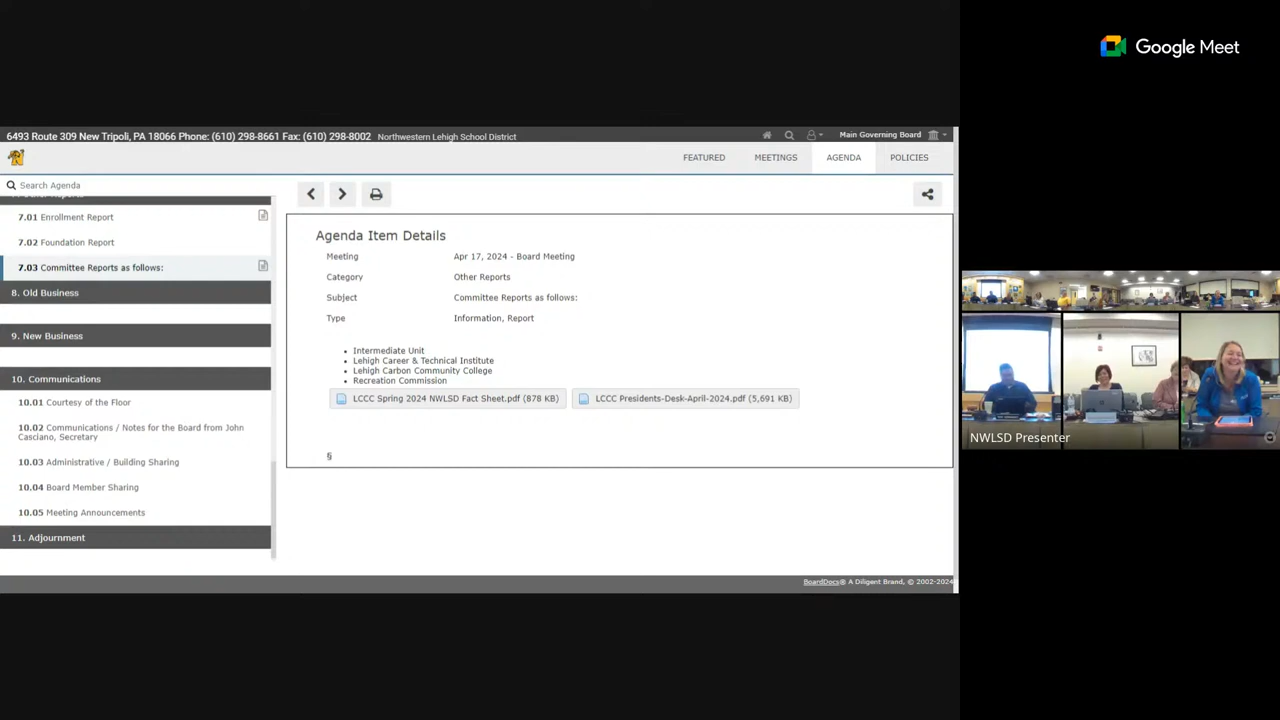 Google Meet
6493 Route 309 New Tripoli, PA 18066 Phone: (610) 298-8661 Fax: (610) 298-8002 Northwestern Lehigh School District
Main Governing Board
FEATURED
MEETINGS
AGENDA
POLICIES
Search Agenda
7.01 Enrollment Report
7.02 Foundation Report
7.03 Committee Reports as follows:
8. Old Business
9. New Business
10. Communications
10.01 Courtesy of the Floor
10.02 Communications / Notes for the Board from John
Casciano, Secretary
10.03 Administrative / Building Sharing
10.04 Board Member Sharing
10.05 Meeting Announcements
11. Adjournment
Agenda Item Details
Meeting Apr 17, 2024 - Board Meeting
Category Other Reports
Subject Committee Reports as follows:
Type Information, Report
• Intermediate Unit
• Lehigh Career & Technical Institute
• Lehigh Carbon Community College
• Recreation Commission
LCCC Spring 2024 NWLSD Fact Sheet.pdf (878 KB)
LCCC Presidents-Desk-April-2024.pdf (5,691 KB)
§
BoardDocs® A Diligent Brand, © 2002-2024
NWLSD Presenter